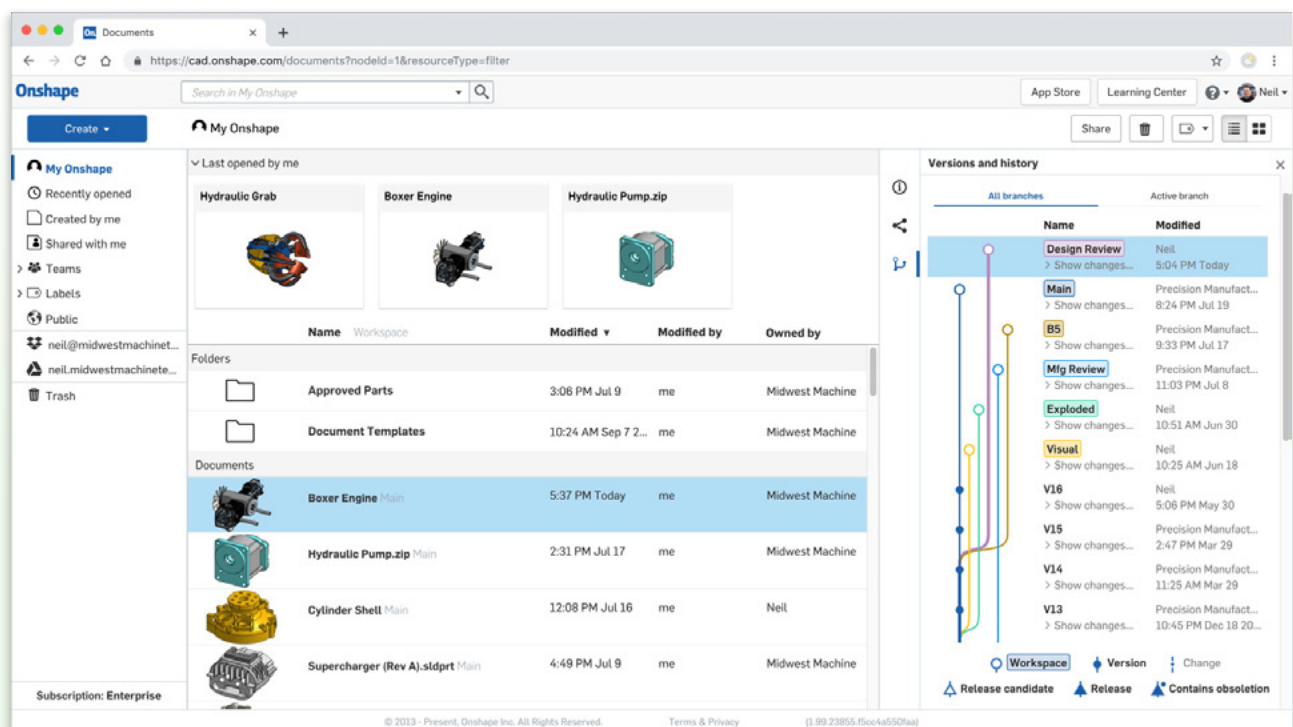 On. Documents
https://cad.onshape.com/documents?nodeId=1&resourceType=filter
Onshape
Search in My Onshape
App Store
Learning Center
Neil
Create
My Onshape
Share
My Onshape
Recently opened
Created by me
Shared with me
Teams
Labels
Public
neil@midwestmachinet...
neil.midwestmachinete...
Trash
Subscription: Enterprise
Last opened by me
Hydraulic Grab
Boxer Engine
Hydraulic Pump.zip
Name Workspace Modified Modified by Owned by
Folders
Approved Parts 3:06 PM Jul 9 me Midwest Machine
Document Templates 10:24 AM Sep 7 2... me Midwest Machine
Documents
Boxer Engine Main 5:37 PM Today me Midwest Machine
Hydraulic Pump.zip Main 2:31 PM Jul 17 me Midwest Machine
Cylinder Shell Main 12:08 PM Jul 16 me Neil
Supercharger (Rev A).sldprt Main 4:49 PM Jul 9 me Midwest Machine
Versions and history
All branches Active branch
Name Modified
Design Review Neil
Show changes... 5:04 PM Today
Main Precision Manufact...
Show changes... 8:24 PM Jul 19
B5 Precision Manufact...
Show changes... 9:33 PM Jul 17
Mfg Review Precision Manufact...
Show changes... 11:03 PM Jul 8
Exploded Neil
Show changes... 10:51 AM Jun 30
Visual Neil
Show changes... 10:25 AM Jun 18
V16 Neil
Show changes... 5:06 PM May 30
V15 Precision Manufact...
Show changes... 2:47 PM Mar 29
V14 Precision Manufact...
Show changes... 11:25 AM Mar 29
V13 Precision Manufact...
Show changes... 10:45 PM Dec 18 20...
Workspace Version Change
Release candidate Release Contains obsoletion
© 2013 - Present, Onshape Inc. All Rights Reserved. Terms & Privacy (1.99.23855.f5cc4a550faa)